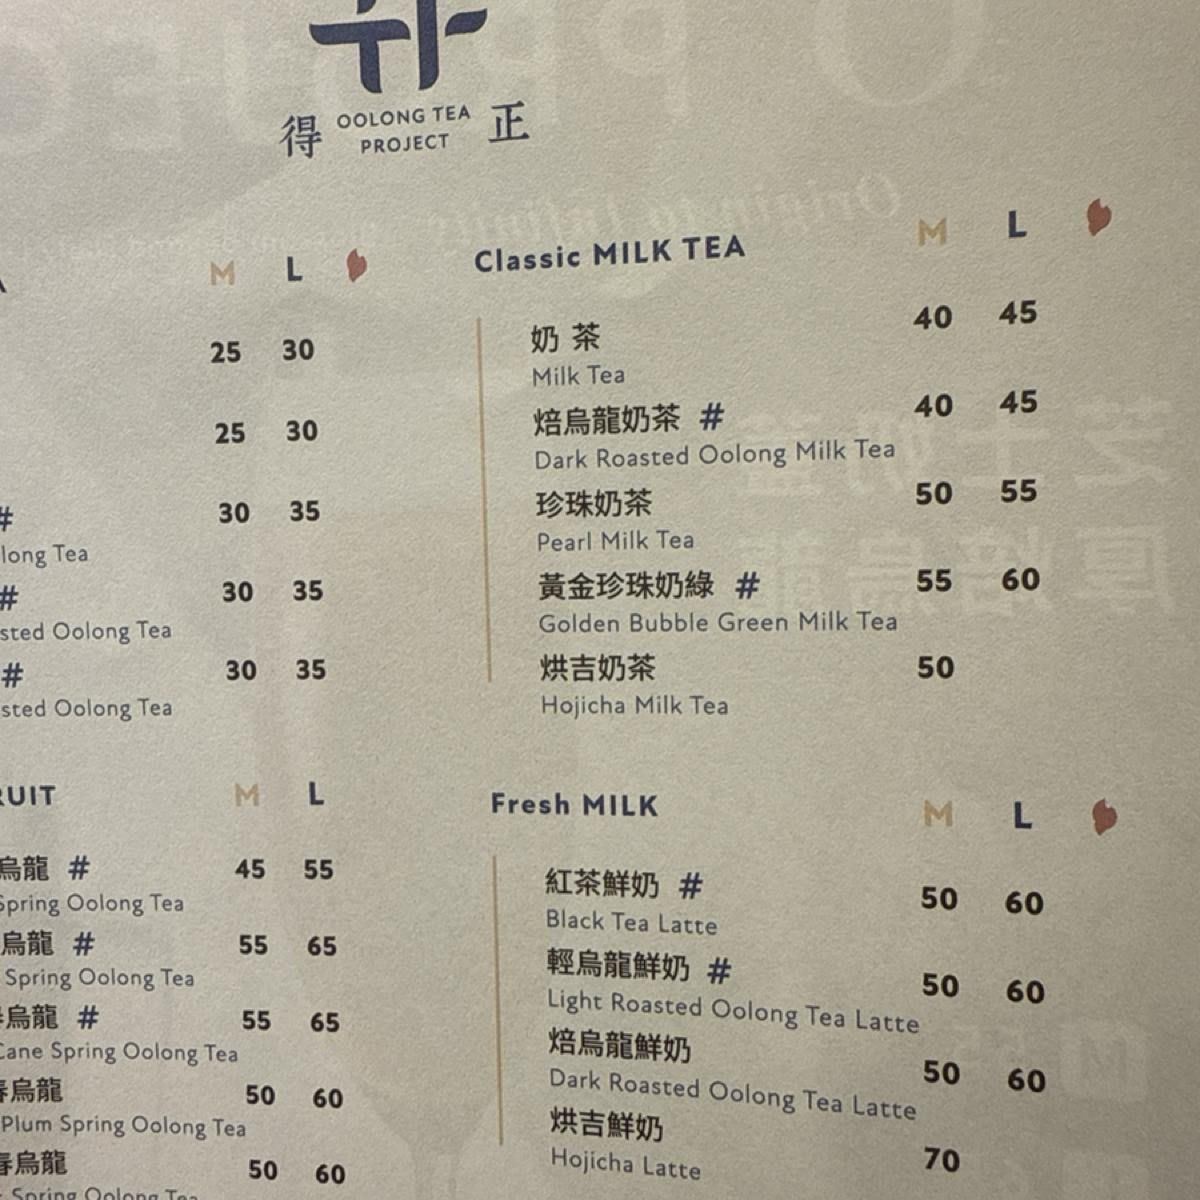 得 OOLONG TEA PROJECT 正
M L
25 30
25 30
#
30 35
long Tea
#
30 35
sted Oolong Tea
#
30 35
sted Oolong Tea
Classic MILK TEA M L
奶 茶 40 45
Milk Tea
焙烏龍奶茶 # 40 45
Dark Roasted Oolong Milk Tea
珍珠奶茶 50 55
Pearl Milk Tea
黃金珍珠奶綠 # 55 60
Golden Bubble Green Milk Tea
烘吉奶茶 50
Hojicha Milk Tea
RUIT M L
烏龍 # 45 55
Spring Oolong Tea
烏龍 # 55 65
Spring Oolong Tea
烏龍 # 55 65
Cane Spring Oolong Tea
春烏龍 50 60
Plum Spring Oolong Tea
春烏龍 50 60
Spring Oolong Tea
Fresh MILK M L
紅茶鮮奶 # 50 60
Black Tea Latte
輕烏龍鮮奶 # 50 60
Light Roasted Oolong Tea Latte
焙烏龍鮮奶 50 60
Dark Roasted Oolong Tea Latte
烘吉鮮奶 70
Hojicha Latte